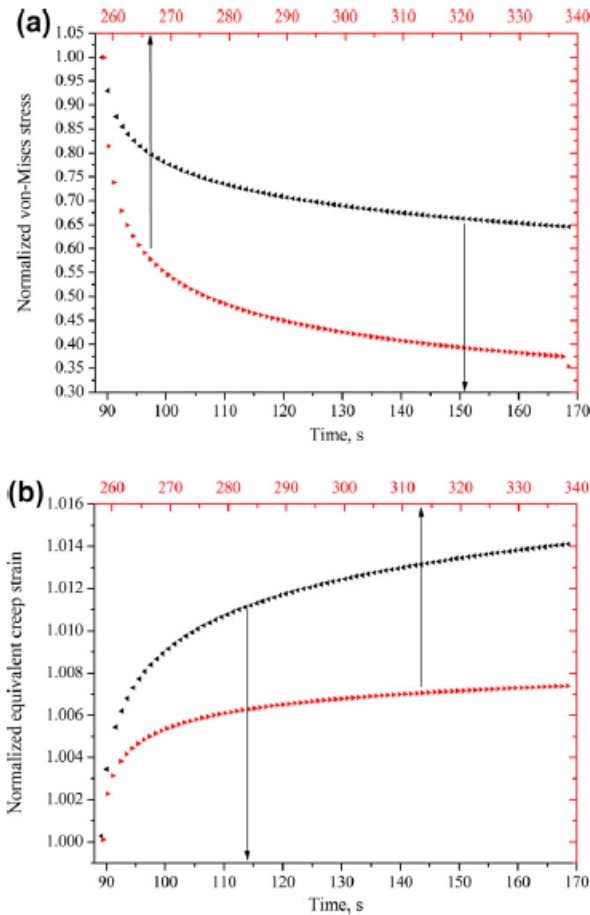 (a)
260 270 280 290 300 310 320 330 340
1.05
1.00
0.95
0.90
0.85
0.80
0.75
0.70
0.65
0.60
0.55
0.50
0.45
0.40
0.35
0.30
Normalized von-Mises stress
90 100 110 120 130 140 150 160 170
Time, s
(b)
260 270 280 290 300 310 320 330 340
1.016
1.014
1.012
1.010
1.008
1.006
1.004
1.002
1.000
Normalized equivalent creep strain
90 100 110 120 130 140 150 160 170
Time, s